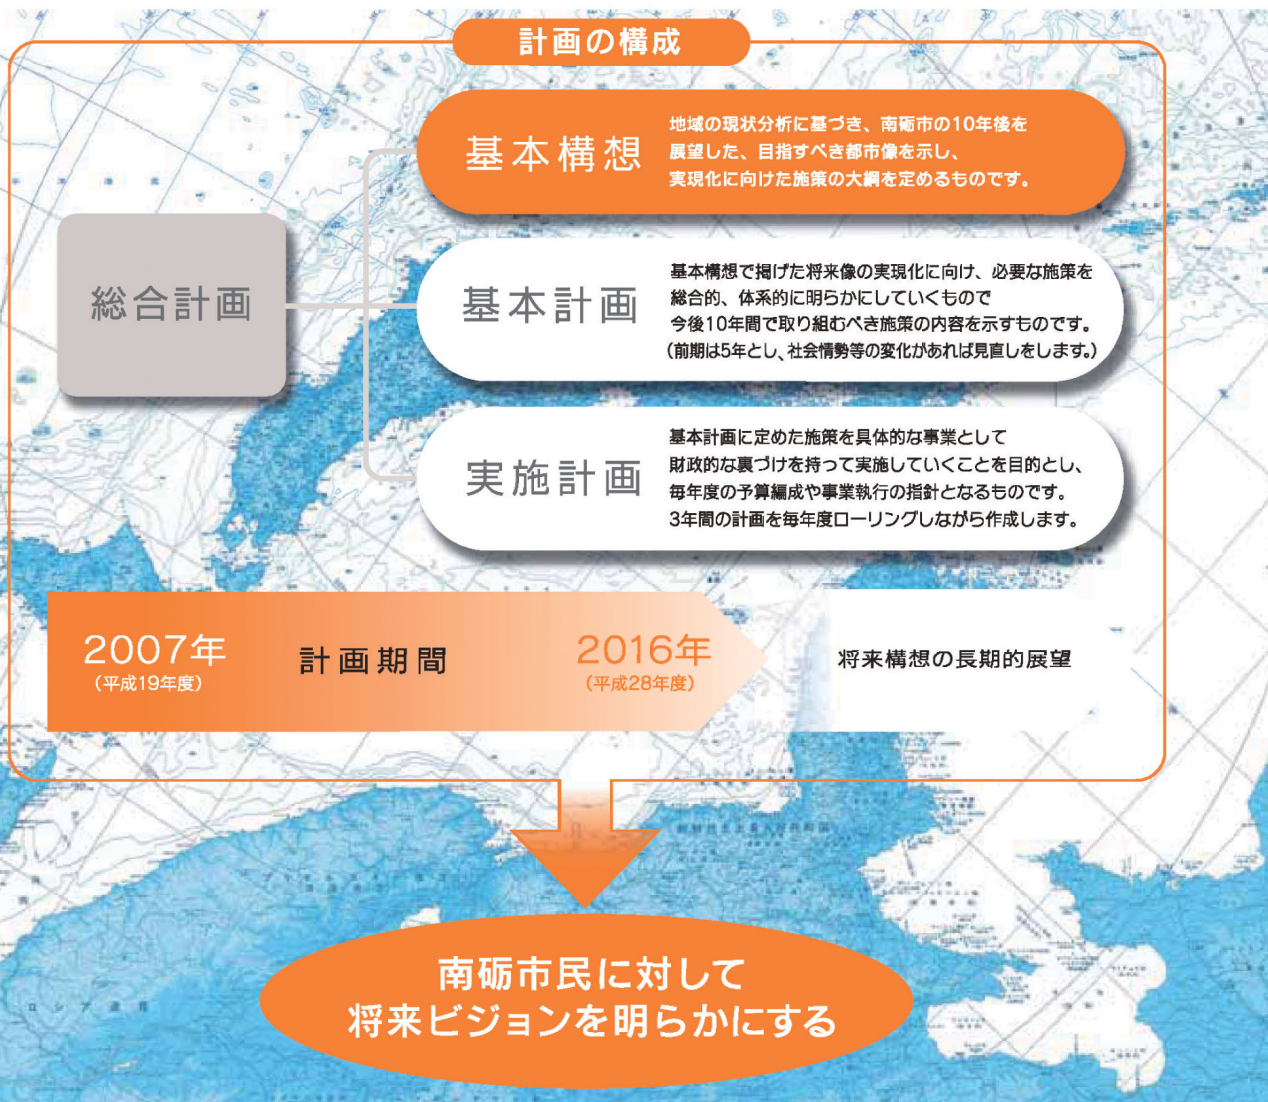 計画の構成
基本構想
地域の現状分析に基づき、南砺市の10年後を
展望した、目指すべき都市像を示し、
実現化に向けた施策の大綱を定めるものです。
総合計画
基本計画
基本構想で掲げた将来像の実現化に向け、必要な施策を
総合的、体系的に明らかにしていくもので
今後10年間で取り組むべき施策の内容を示すものです。
（前期は5年とし、社会情勢等の変化があれば見直しをします。）
実施計画
基本計画に定めた施策を具体的な事業として
財政的な裏づけを持って実施していくことを目的とし、
毎年度の予算編成や事業執行の指針となるものです。
3年間の計画を毎年度ローリングしながら作成します。
2007年
（平成19年度）
計画期間
2016年
（平成28年度）
将来構想の長期的展望
南砺市民に対して
将来ビジョンを明らかにする